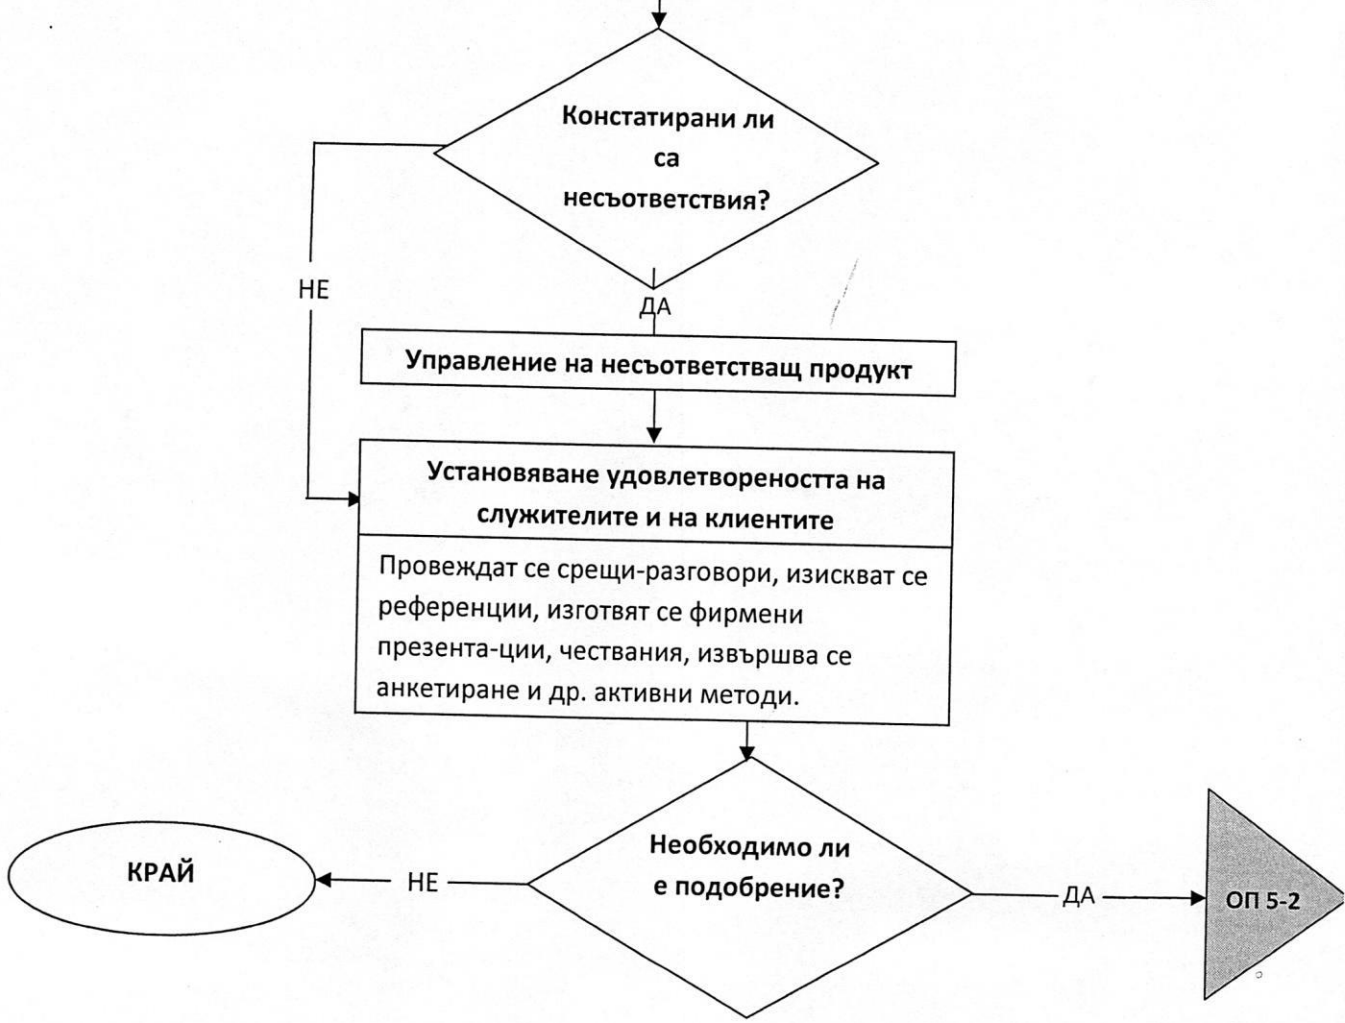 Констатирани ли
са
несъответствия?
НЕ
ДА
Управление на несъответстващ продукт
Установяване удовлетвореността на
служителите и на клиентите
Провеждат се срещи-разговори, изискват се
референции, изготвят се фирмени
презента-ции, чествания, извършва се
анкетиране и др. активни методи.
Необходимо ли
е подобрение?
КРАЙ
НЕ
ДА
ОП 5-2